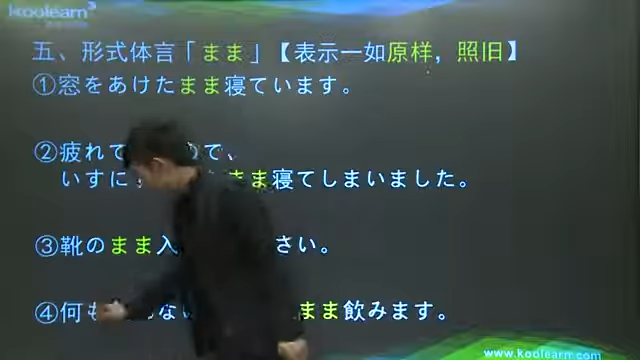 koolearn
五、形式体言「まま」【表示一如原样，照旧】
①窓をあけたまま寝ています。
②疲れて ので、
いすに まま寝てしまいました。
③靴のまま入 さい。
④何も ない まま飲みます。
www.koolearn.com